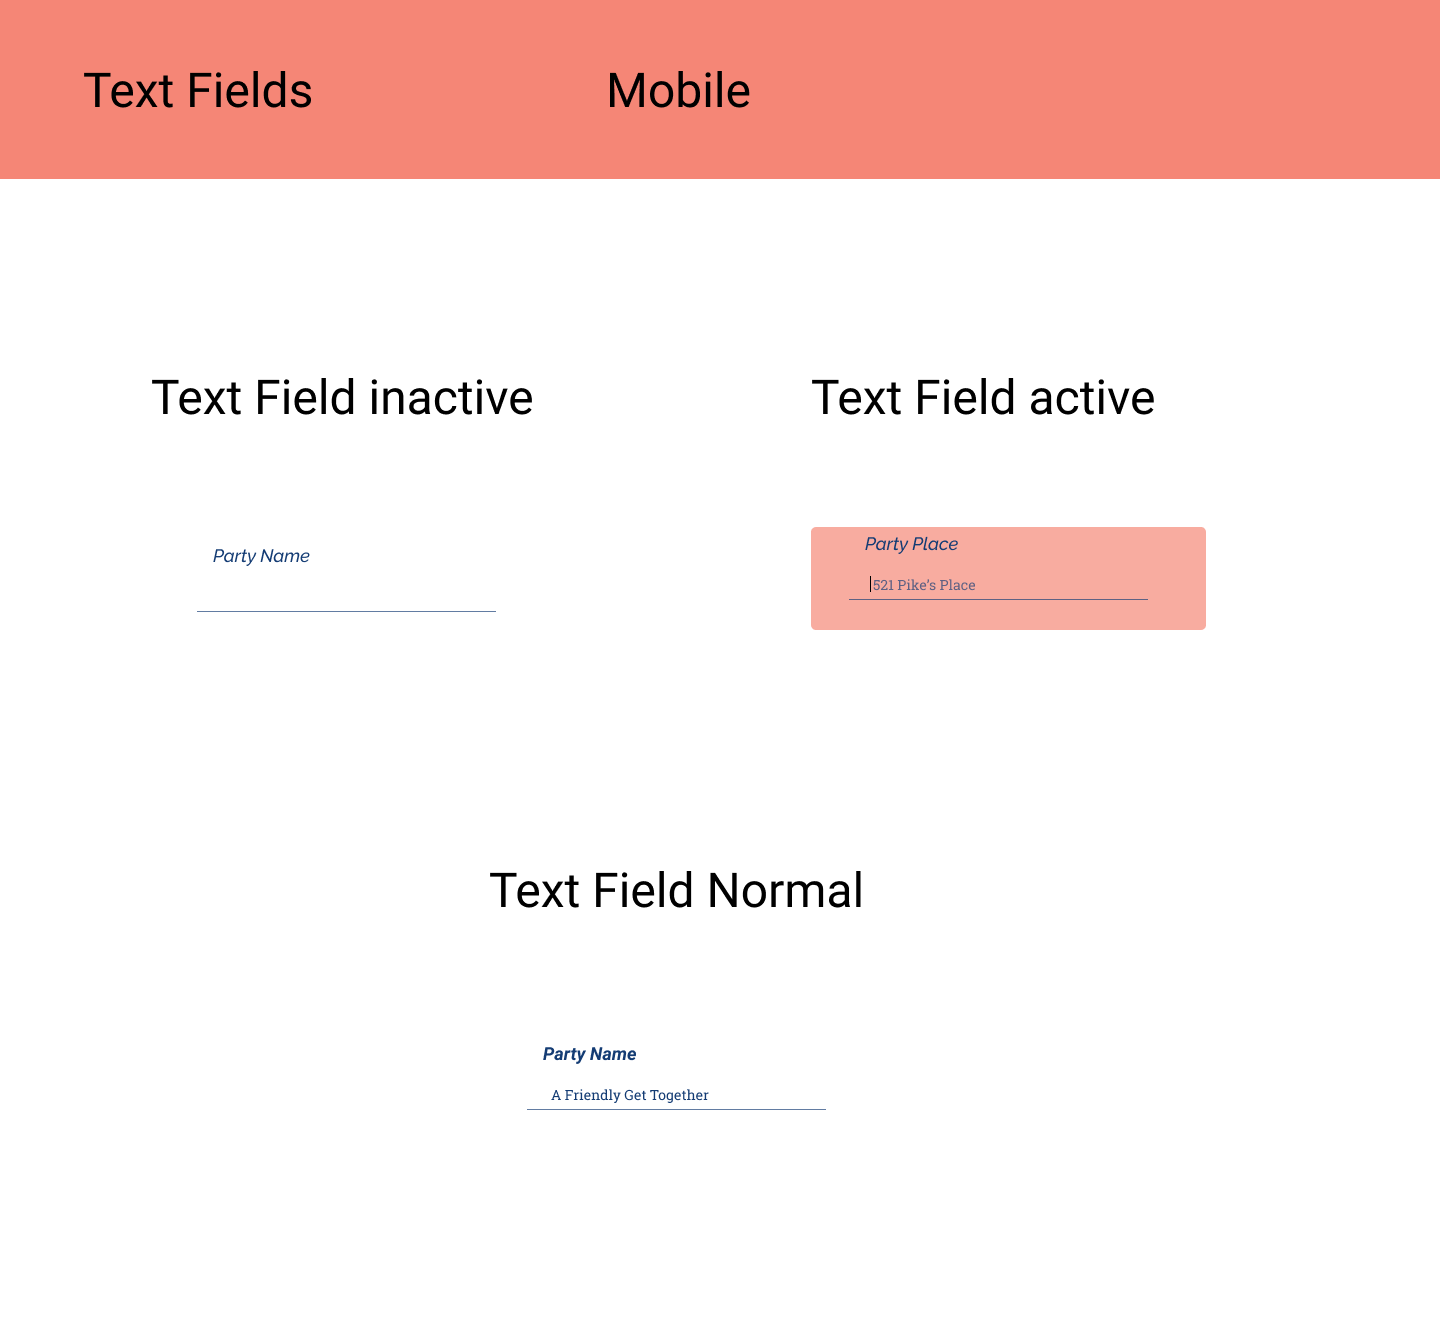 Text Fields
Mobile
Text Field inactive
Text Field active
Party Name
Party Place
521 Pike's Place
Text Field Normal
Party Name
A Friendly Get Together